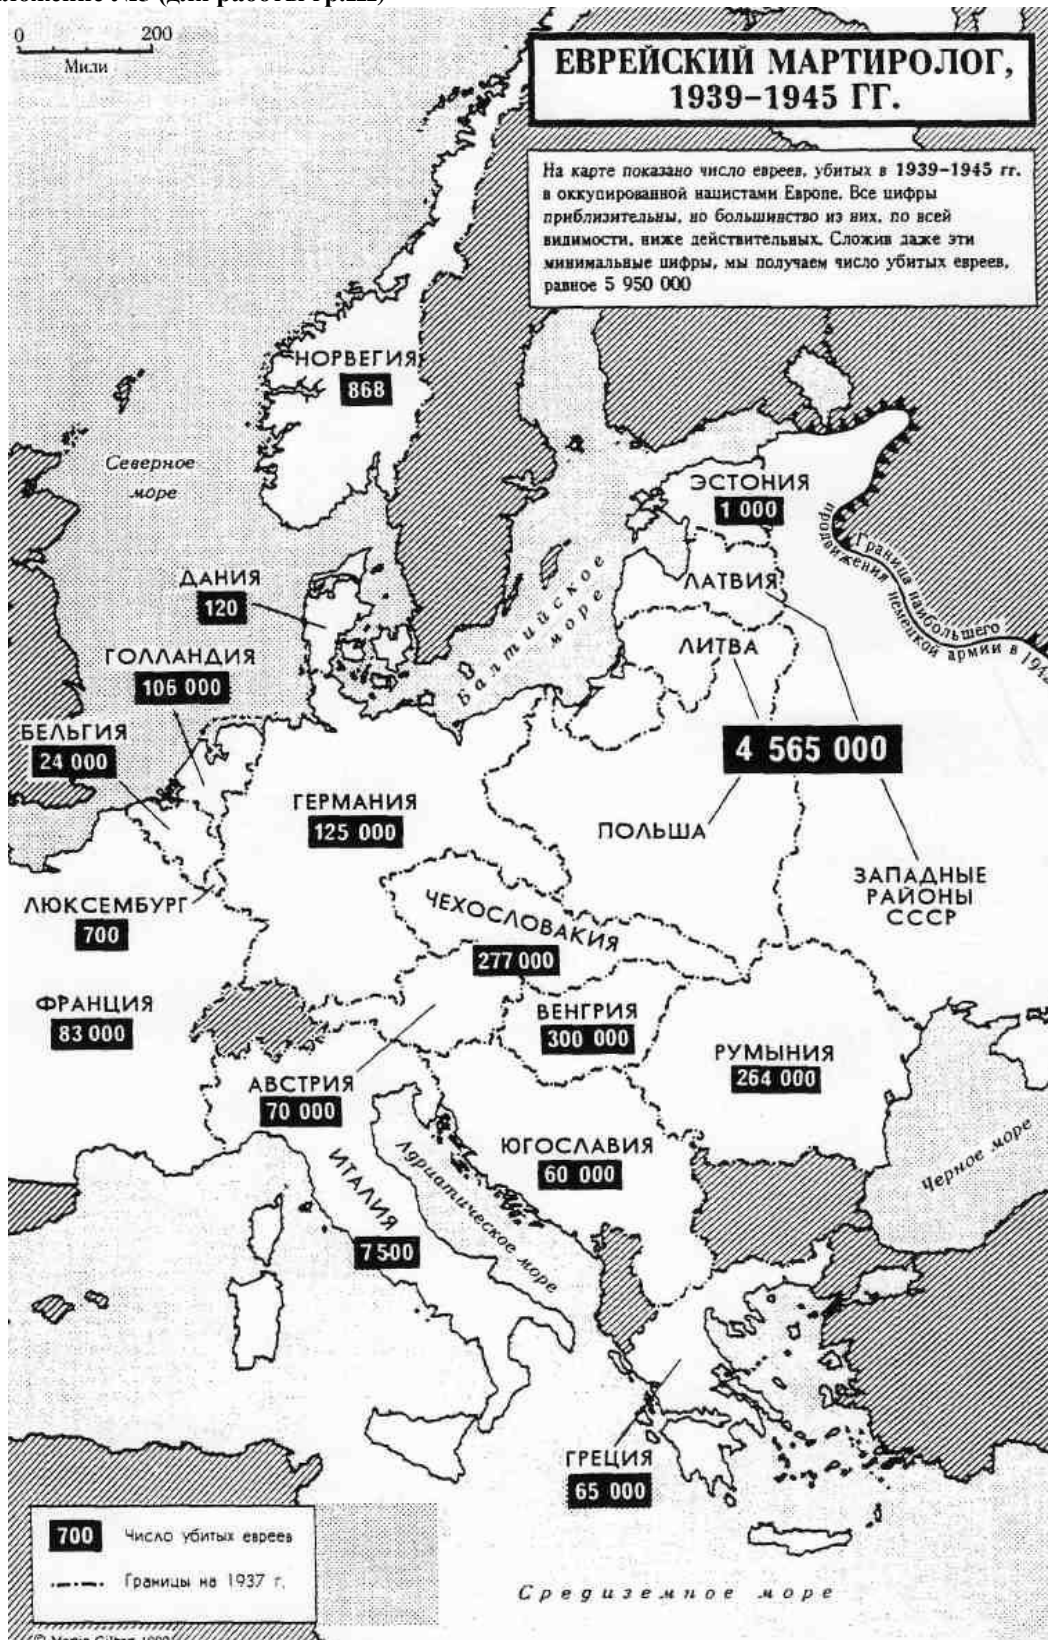 0 200
Мили
ЕВРЕЙСКИЙ МАРТИРОЛОГ,
1939–1945 ГГ.
На карте показано число евреев, убитых в 1939–1945 гг.
в оккупированной нацистами Европе. Все цифры
приблизительны, но большинство из них, по всей
видимости, ниже действительных. Сложив даже эти
минимальные цифры, мы получаем число убитых евреев,
равное 5 950 000
НОРВЕГИЯ
868
Северное
море
ЭСТОНИЯ
1 000
Граница наибольшего
продвижения немецкой армии в
ДАНИЯ
120
ЛАТВИЯ
Балтийское
море
ЛИТВА
ГОЛЛАНДИЯ
106 000
БЕЛЬГИЯ
24 000
4 565 000
ГЕРМАНИЯ
125 000
ПОЛЬША
ЗАПАДНЫЕ
РАЙОНЫ
СССР
ЛЮКСЕМБУРГ
700
ЧЕХОСЛОВАКИЯ
277 000
ФРАНЦИЯ
83 000
ВЕНГРИЯ
300 000
РУМЫНИЯ
264 000
АВСТРИЯ
70 000
ЮГОСЛАВИЯ
60 000
Черное море
ИТАЛИЯ
7 500
Адриатическое море
ГРЕЦИЯ
65 000
700 Число убитых евреев
Границы на 1937 г.
Средиземное море